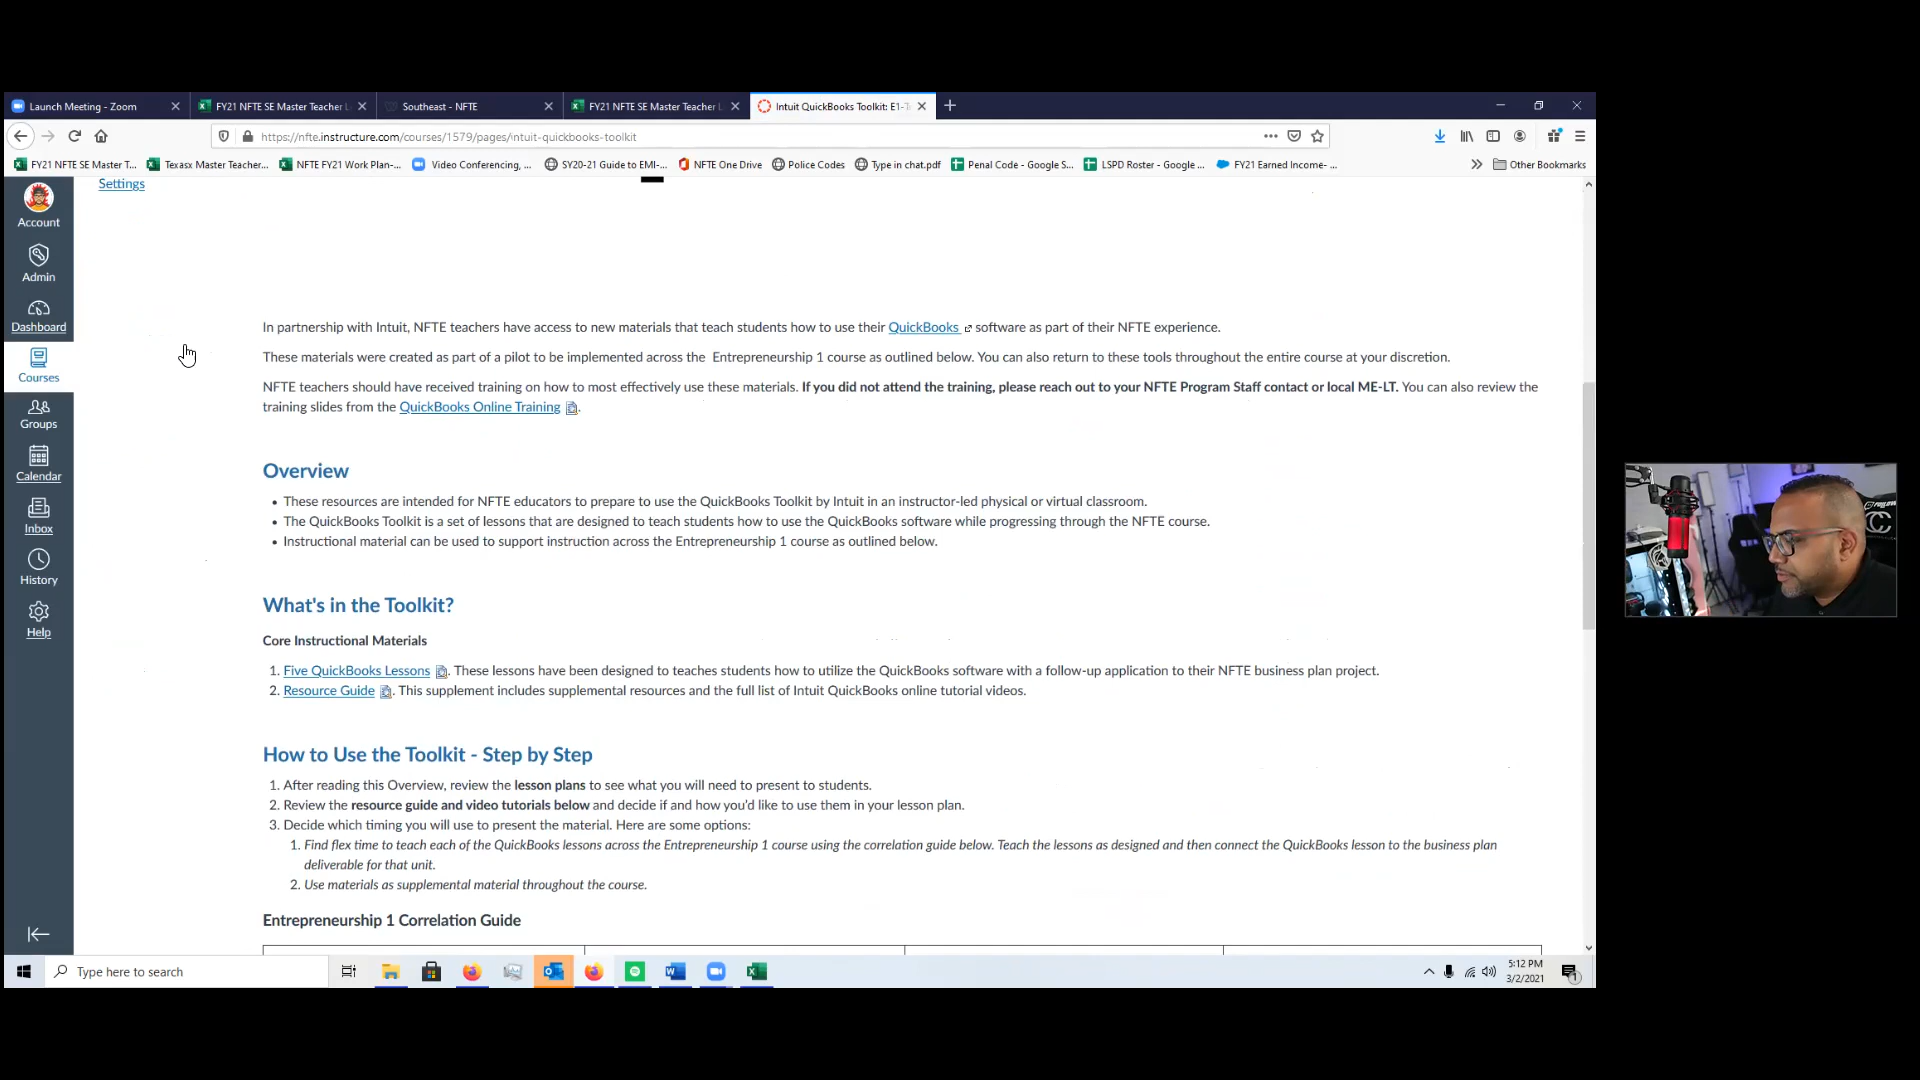 Launch Meeting - Zoom
FY21 NFTE SE Master Teacher L
Southeast - NFTE
FY21 NFTE SE Master Teacher L
Intuit QuickBooks Toolkit: E1-T
https://nfte.instructure.com/courses/1579/pages/intuit-quickbooks-toolkit
FY21 NFTE SE Master T...
Texasx Master Teacher...
NFTE FY21 Work Plan-...
Video Conferencing, ...
SY20-21 Guide to EMI-...
NFTE One Drive
Police Codes
Type in chat.pdf
Penal Code - Google S...
LSPD Roster - Google ...
FY21 Earned Income- ...
Other Bookmarks
Settings
Account
Admin
Dashboard
Courses
Groups
Calendar
Inbox
History
Help
In partnership with Intuit, NFTE teachers have access to new materials that teach students how to use their QuickBooks software as part of their NFTE experience.
These materials were created as part of a pilot to be implemented across the Entrepreneurship 1 course as outlined below. You can also return to these tools throughout the entire course at your discretion.
NFTE teachers should have received training on how to most effectively use these materials. If you did not attend the training, please reach out to your NFTE Program Staff contact or local ME-LT. You can also review the
training slides from the QuickBooks Online Training .
Overview
• These resources are intended for NFTE educators to prepare to use the QuickBooks Toolkit by Intuit in an instructor-led physical or virtual classroom.
• The QuickBooks Toolkit is a set of lessons that are designed to teach students how to use the QuickBooks software while progressing through the NFTE course.
• Instructional material can be used to support instruction across the Entrepreneurship 1 course as outlined below.
What's in the Toolkit?
Core Instructional Materials
1. Five QuickBooks Lessons . These lessons have been designed to teaches students how to utilize the QuickBooks software with a follow-up application to their NFTE business plan project.
2. Resource Guide . This supplement includes supplemental resources and the full list of Intuit QuickBooks online tutorial videos.
How to Use the Toolkit - Step by Step
1. After reading this Overview, review the lesson plans to see what you will need to present to students.
2. Review the resource guide and video tutorials below and decide if and how you'd like to use them in your lesson plan.
3. Decide which timing you will use to present the material. Here are some options:
1. Find flex time to teach each of the QuickBooks lessons across the Entrepreneurship 1 course using the correlation guide below. Teach the lessons as designed and then connect the QuickBooks lesson to the business plan
deliverable for that unit.
2. Use materials as supplemental material throughout the course.
Entrepreneurship 1 Correlation Guide
Type here to search
5:12 PM
3/2/2021